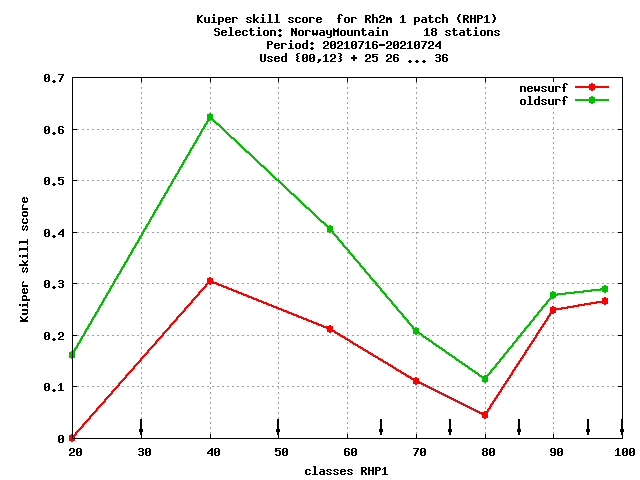 Kuiper skill score for Rh2m 1 patch (RHP1)
Selection: NorwayMountain 18 stations
Period: 20210716-20210724
Used {00,12} + 25 26 ... 36
newsurf
oldsurf
0.7
0.6
0.5
0.4
0.3
0.2
0.1
0
Kuiper skill score
20 30 40 50 60 70 80 90 100
classes RHP1